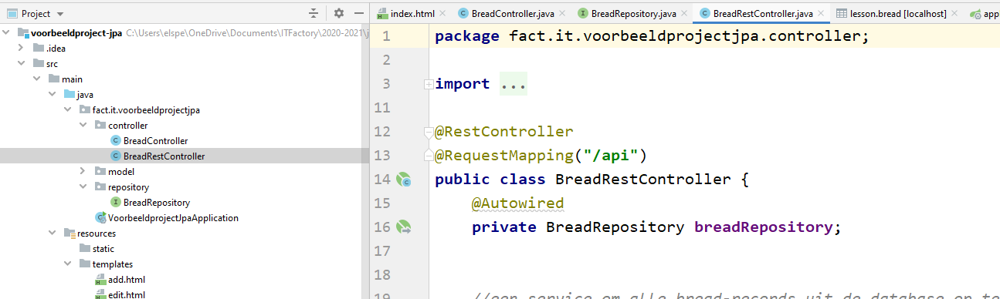 Project
voorbeeldproject-jpa C:\Users\elspe\OneDrive\Documents\ITFactory\2020-2021\j
.idea
src
main
java
fact.it.voorbeeldprojectjpa
controller
BreadController
BreadRestController
model
repository
BreadRepository
VoorbeeldprojectJpaApplication
resources
static
templates
add.html
edit.html
index.html
BreadController.java
BreadRepository.java
BreadRestController.java
lesson.bread [localhost]
app
1 package fact.it.voorbeeldprojectjpa.controller;
2
3 import ...
11
12 @RestController
13 @RequestMapping("/api")
14 public class BreadRestController {
15 @Autowired
16 private BreadRepository breadRepository;
17
18
19 //een service om alle bread-records uit de database op te